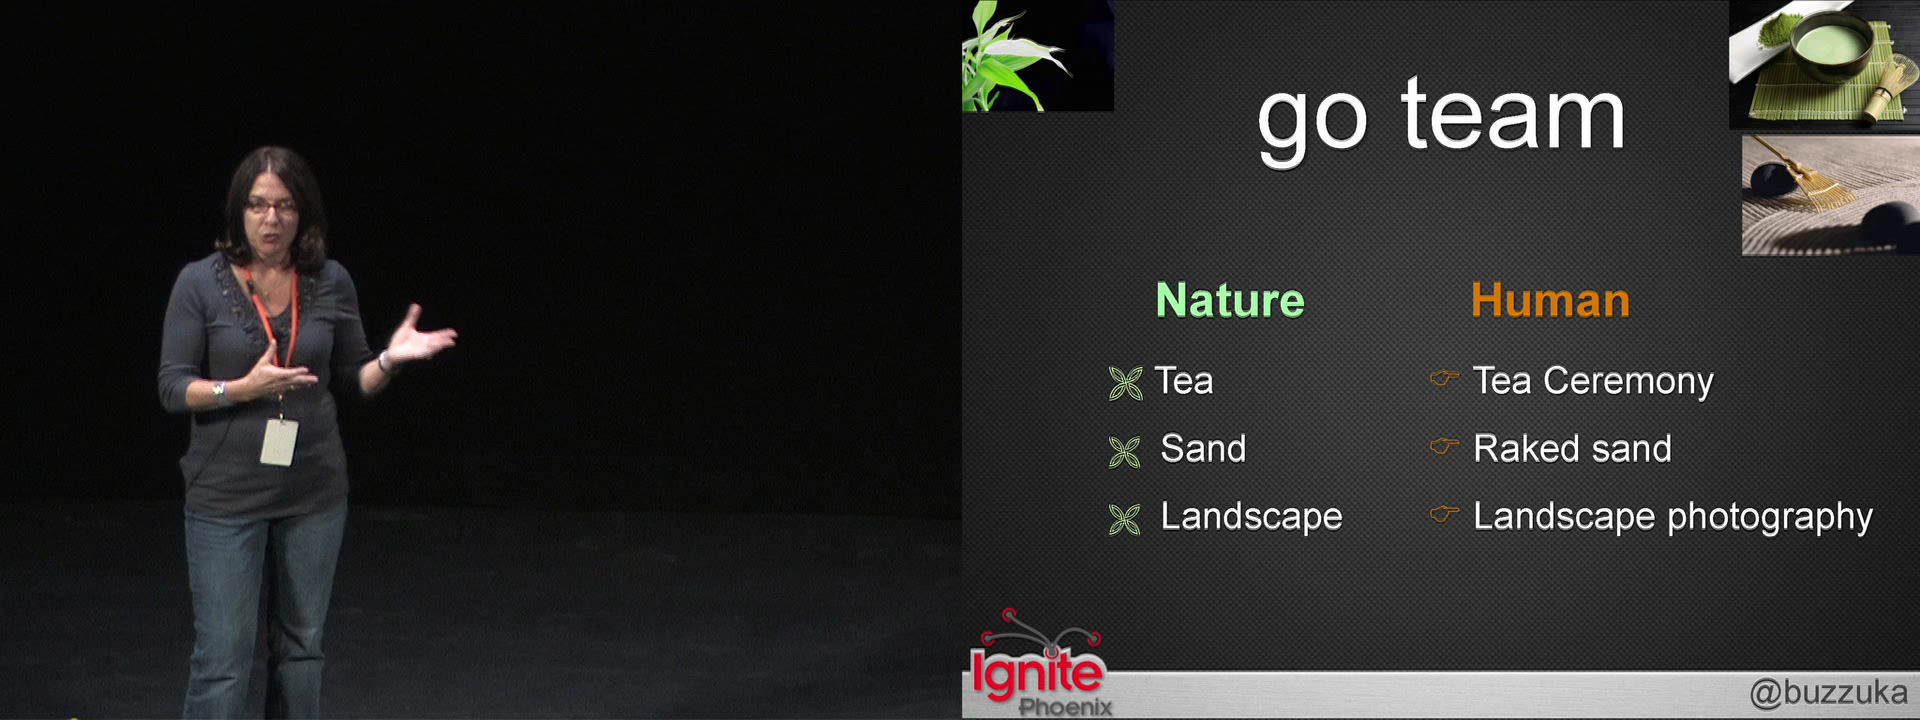 go team
Nature Human
Tea Tea Ceremony
Sand Raked sand
Landscape Landscape photography
Ignite
Phoenix
@buzzuka